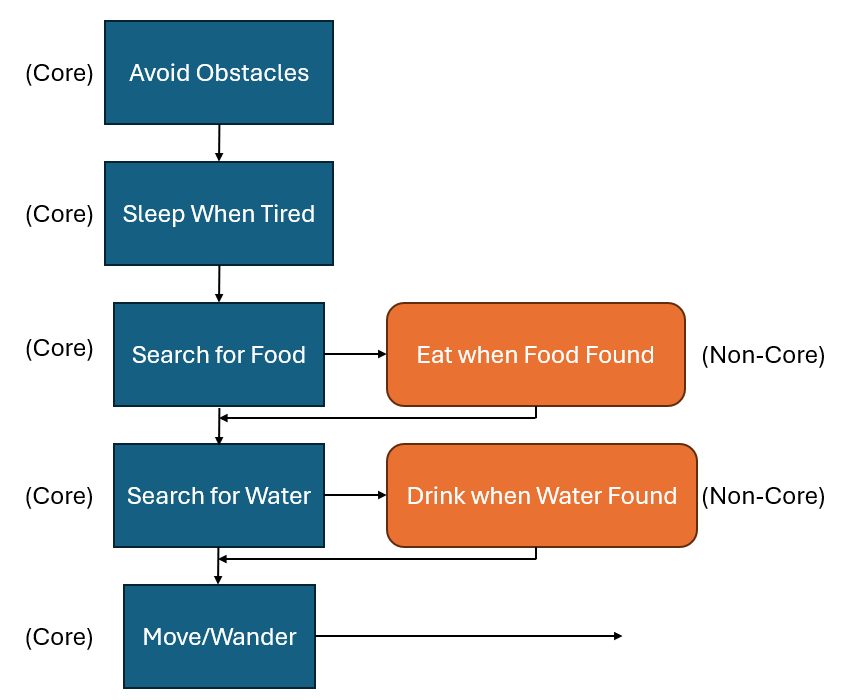 (Core) Avoid Obstacles
(Core) Sleep When Tired
(Core) Search for Food Eat when Food Found (Non-Core)
(Core) Search for Water Drink when Water Found (Non-Core)
(Core) Move/Wander